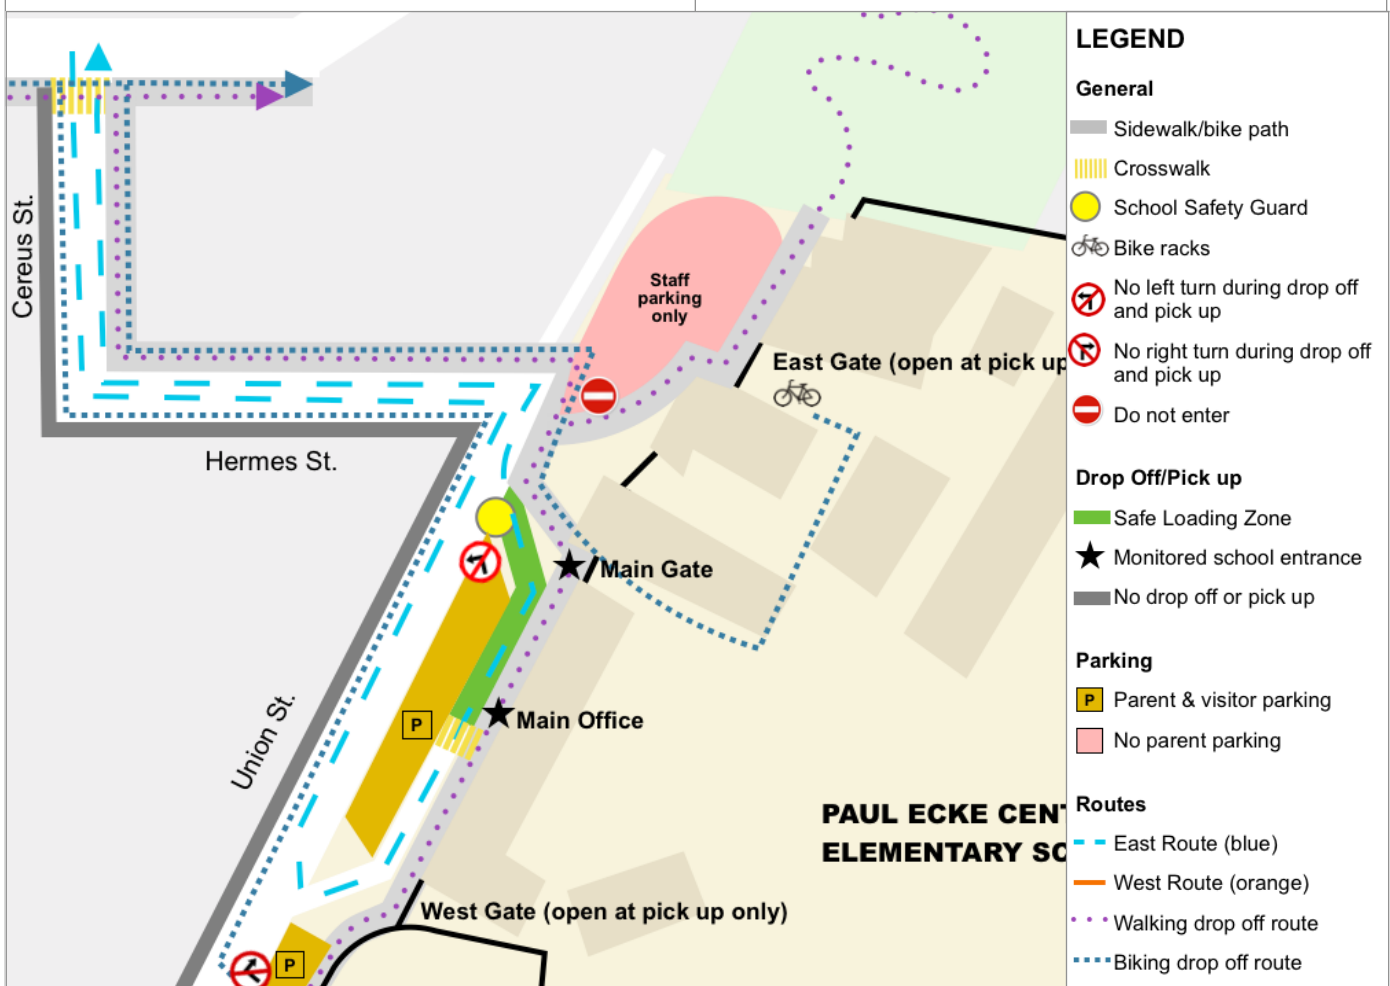 Cereus St.
Hermes St.
Union St.
Staff
parking
only
East Gate (open at pick up
Main Gate
P
Main Office
PAUL ECKE CENT
ELEMENTARY SC
West Gate (open at pick up only)
P
LEGEND
General
Sidewalk/bike path
Crosswalk
School Safety Guard
Bike racks
No left turn during drop off
and pick up
No right turn during drop off
and pick up
Do not enter
Drop Off/Pick up
Safe Loading Zone
Monitored school entrance
No drop off or pick up
Parking
P Parent & visitor parking
No parent parking
Routes
East Route (blue)
West Route (orange)
Walking drop off route
Biking drop off route